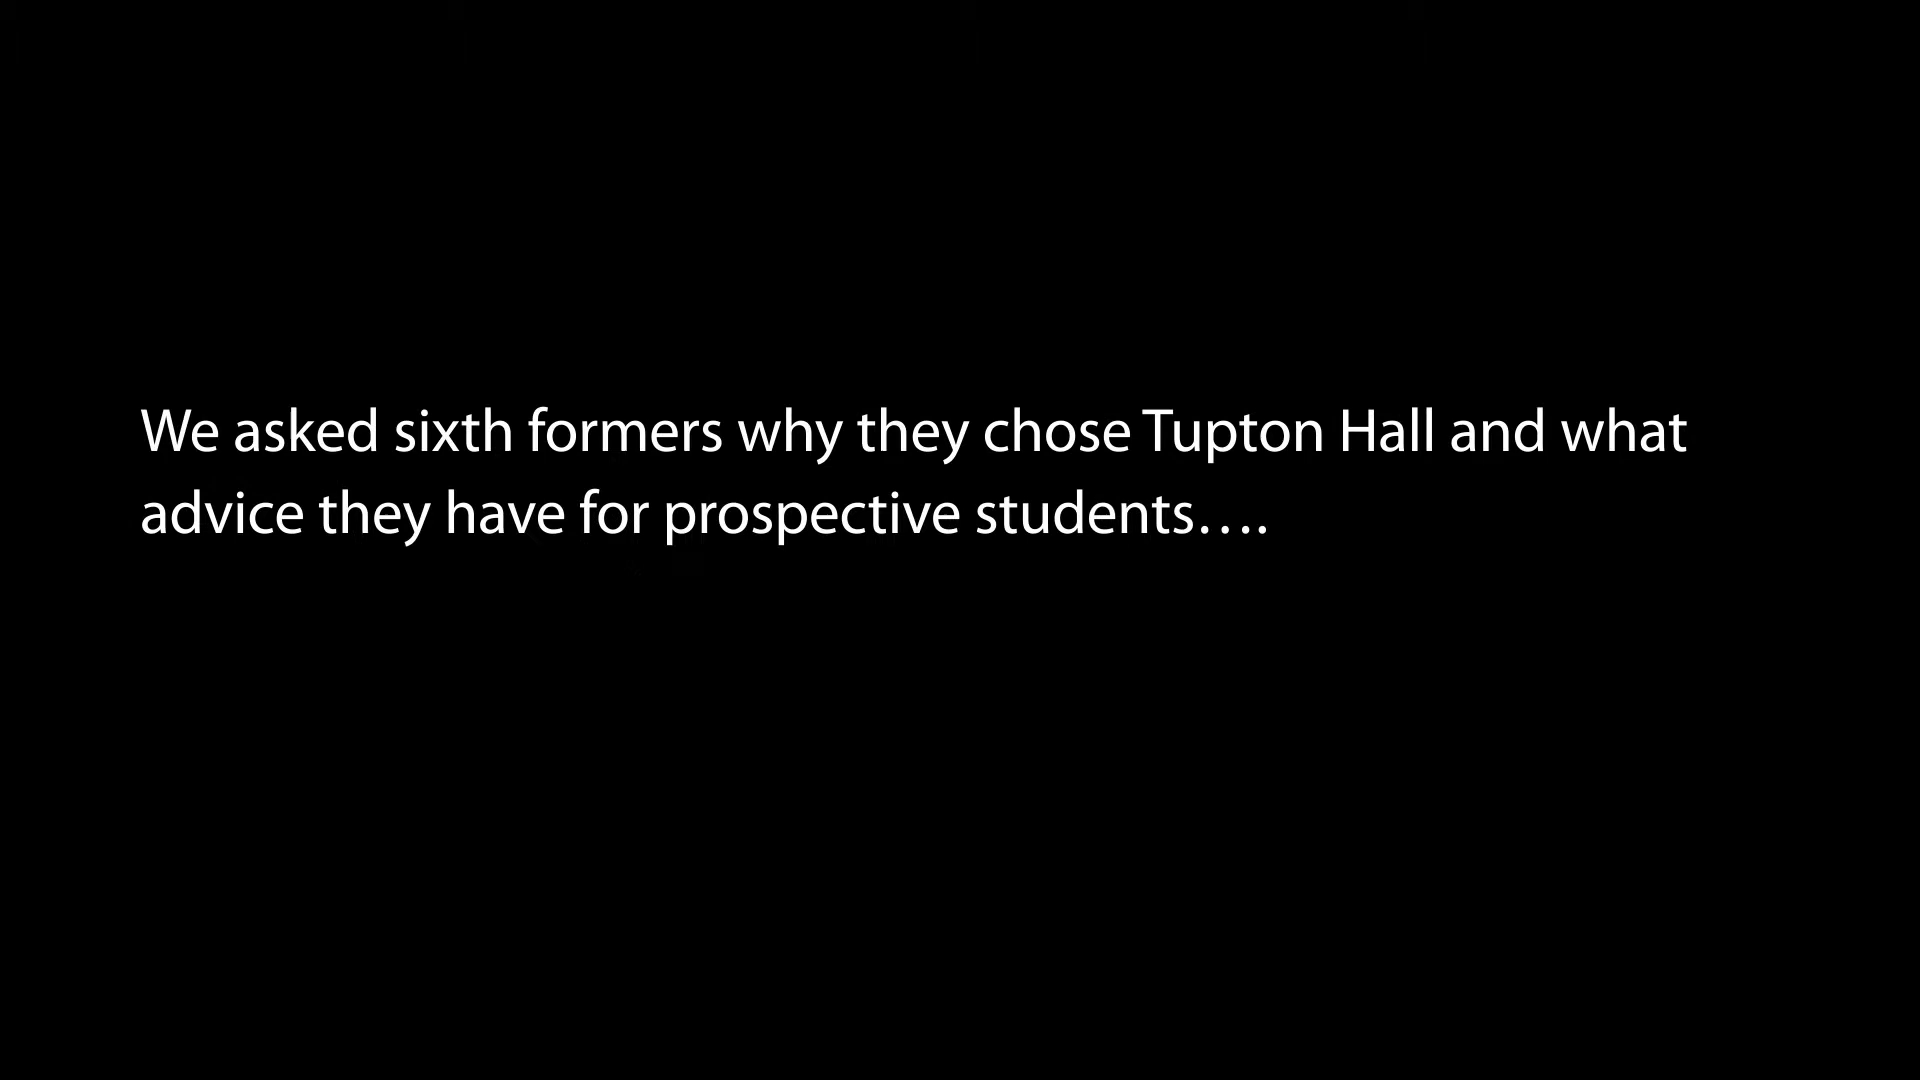 We asked sixth formers why they chose Tupton Hall and what
advice they have for prospective students….